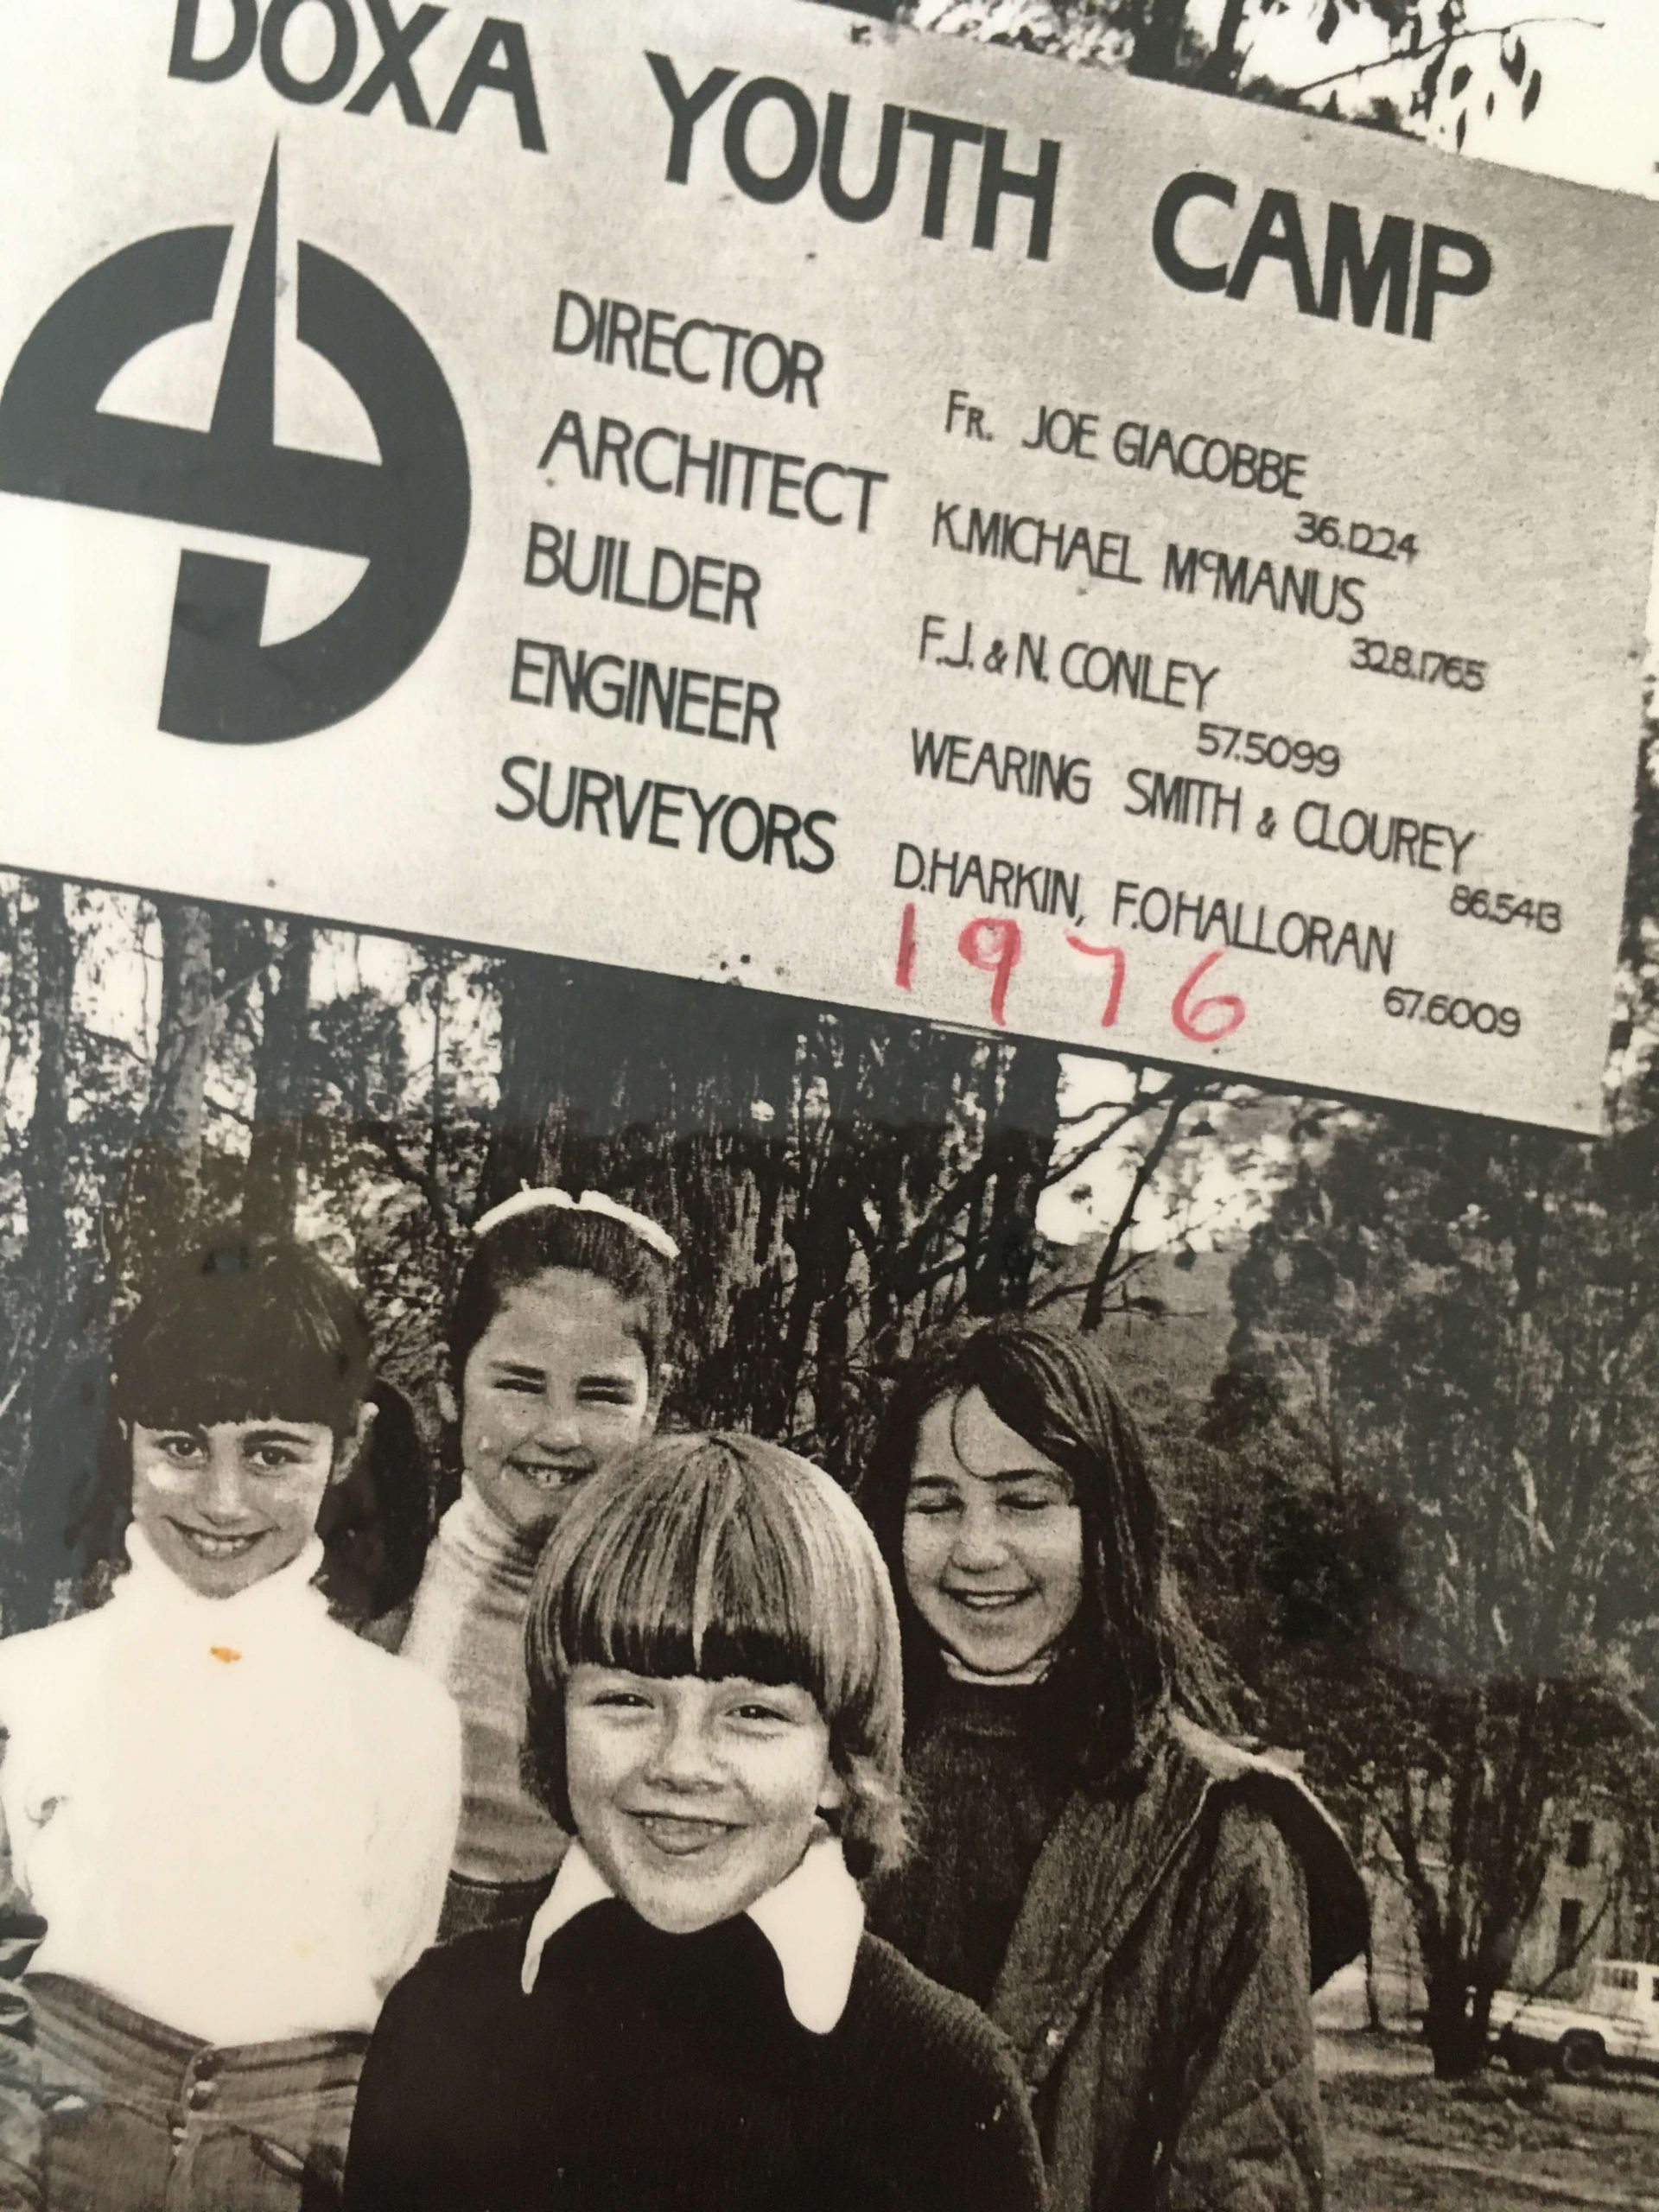 DOXA YOUTH CAMP
DIRECTOR FR. JOE GIACOBBE
36.1224
ARCHITECT K.MICHAEL McMANUS
328.1765
BUILDER F.J. & N. CONLEY
57.5099
ENGINEER WEARING SMITH & CLOUREY
86.5413
SURVEYORS D.HARKIN, F.O'HALLORAN
67.6009
1976